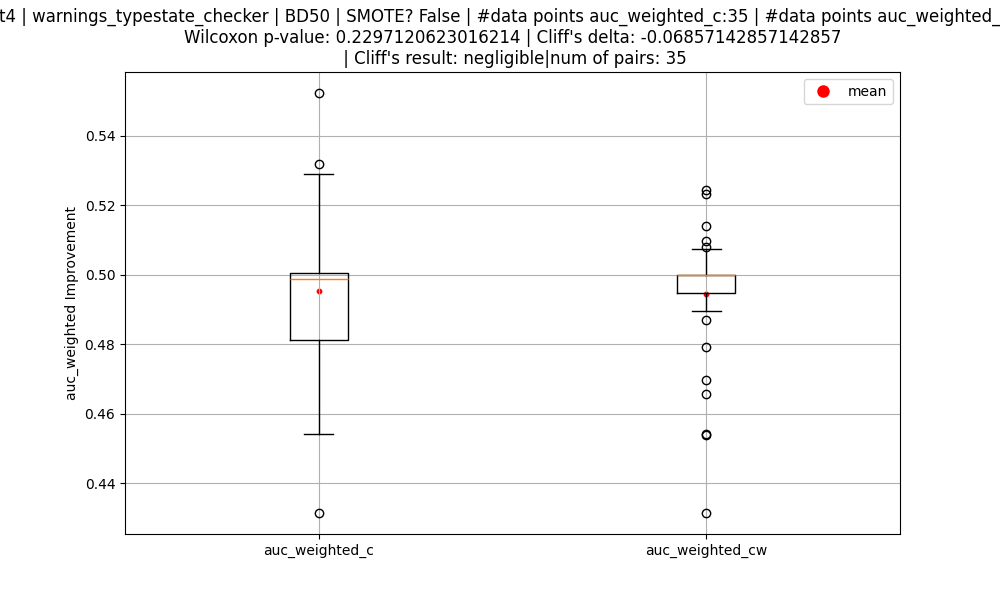 | warnings_typestate_checker | BD50 | SMOTE? False | #data points auc_weighted_c:35 | #data points
Wilcoxon p-value: 0.2297120623016214 | Cliff's delta: -0.06857142857142857
| Cliff's result: negligible|num of pairs: 35
mean
0.54
0.52
0.50
0.48
0.46
0.44
auc_weighted Improvement
auc_weighted_c
auc_weighted_cw